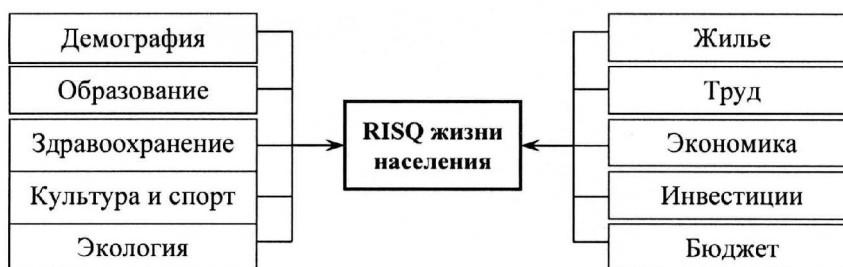 Демография
Образование
Здравоохранение
Культура и спорт
Экология
RISQ жизни
населения
Жилье
Труд
Экономика
Инвестиции
Бюджет